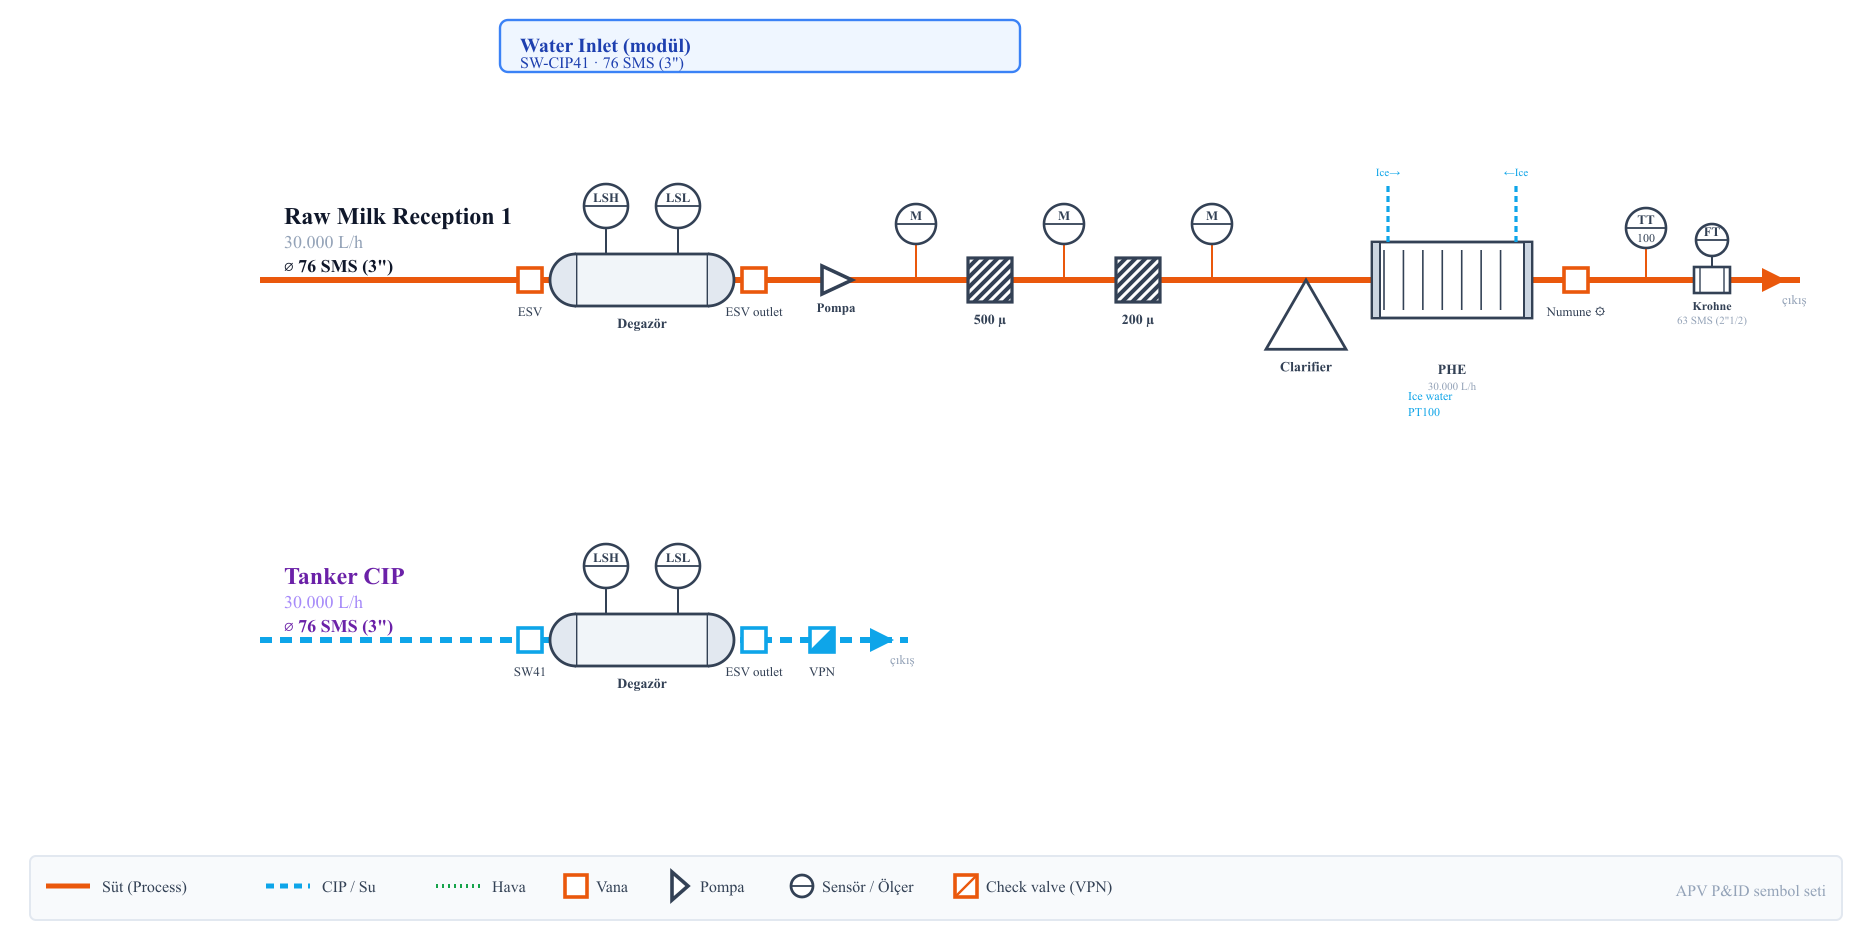 Water Inlet (modül)
SW-CIP41 · 76 SMS (3")
Ice→
←Ice
Raw Milk Reception 1
30.000 L/h
⌀ 76 SMS (3")
LSH
LSL
M
M
M
TT
100
FT
ESV
Degazör
ESV outlet
Pompa
500 µ
200 µ
Clarifier
PHE
30.000 L/h
Ice water
PT100
Numune ⚙
Krohne
63 SMS (2"1/2)
çıkış
Tanker CIP
30.000 L/h
⌀ 76 SMS (3")
LSH
LSL
SW41
Degazör
ESV outlet
VPN
çıkış
Süt (Process)
CIP / Su
Hava
Vana
Pompa
Sensör / Ölçer
Check valve (VPN)
APV P&ID sembol seti